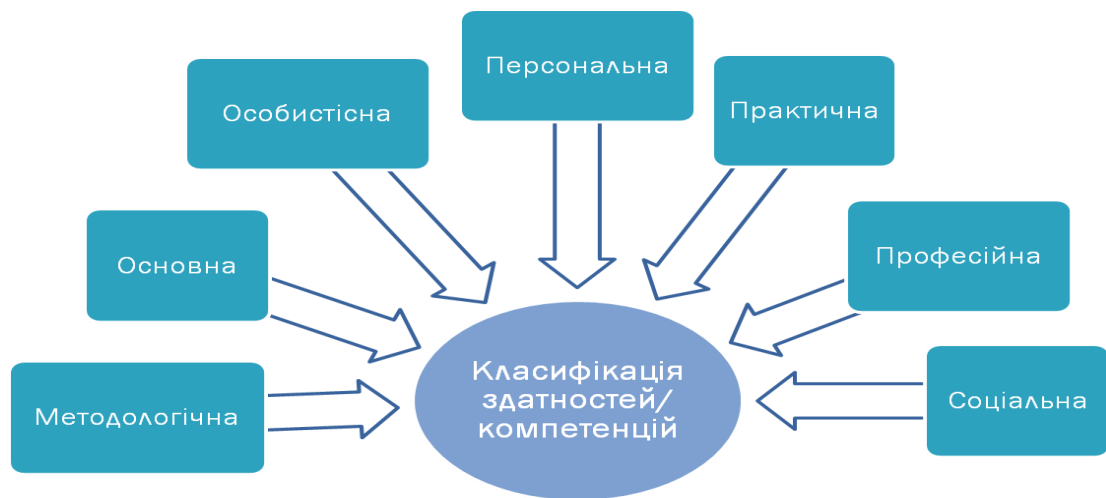 Персональна
Особистісна
Практична
Основна
Професійна
Методологічна
Соціальна
Класифікація
здатностей/
компетенцій